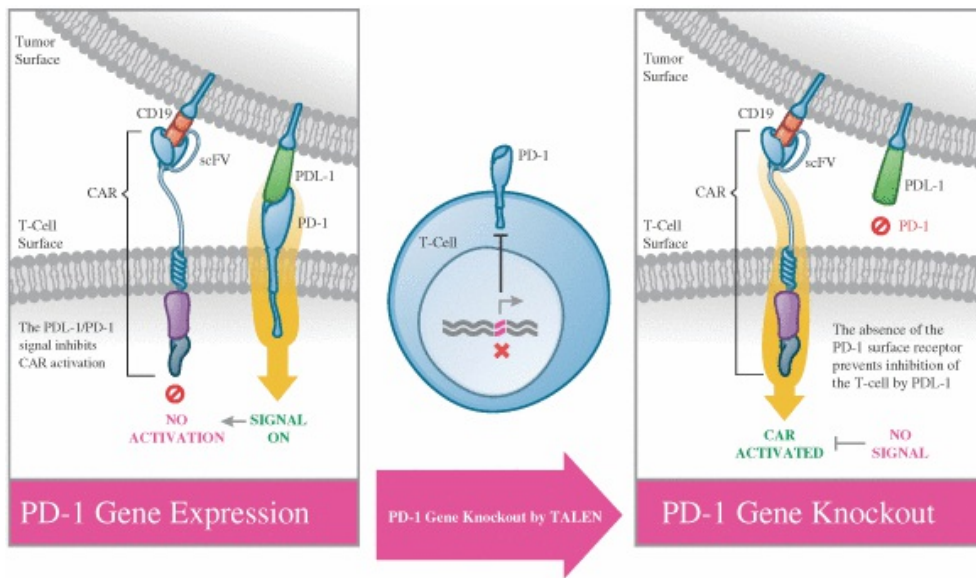 Tumor
Surface
CD19
scFV
CAR
PDL-1
PD-1
T-Cell
Surface
The PDL-1/PD-1
signal inhibits
CAR activation
NO
ACTIVATION
SIGNAL
ON
PD-1 Gene Expression
PD-1
T-Cell
PD-1 Gene Knockout by TALEN
Tumor
Surface
CD19
scFV
CAR
PDL-1
PD-1
T-Cell
Surface
The absence of the
PD-1 surface receptor
prevents inhibition of
the T-cell by PDL-1
CAR
ACTIVATED
NO
SIGNAL
PD-1 Gene Knockout